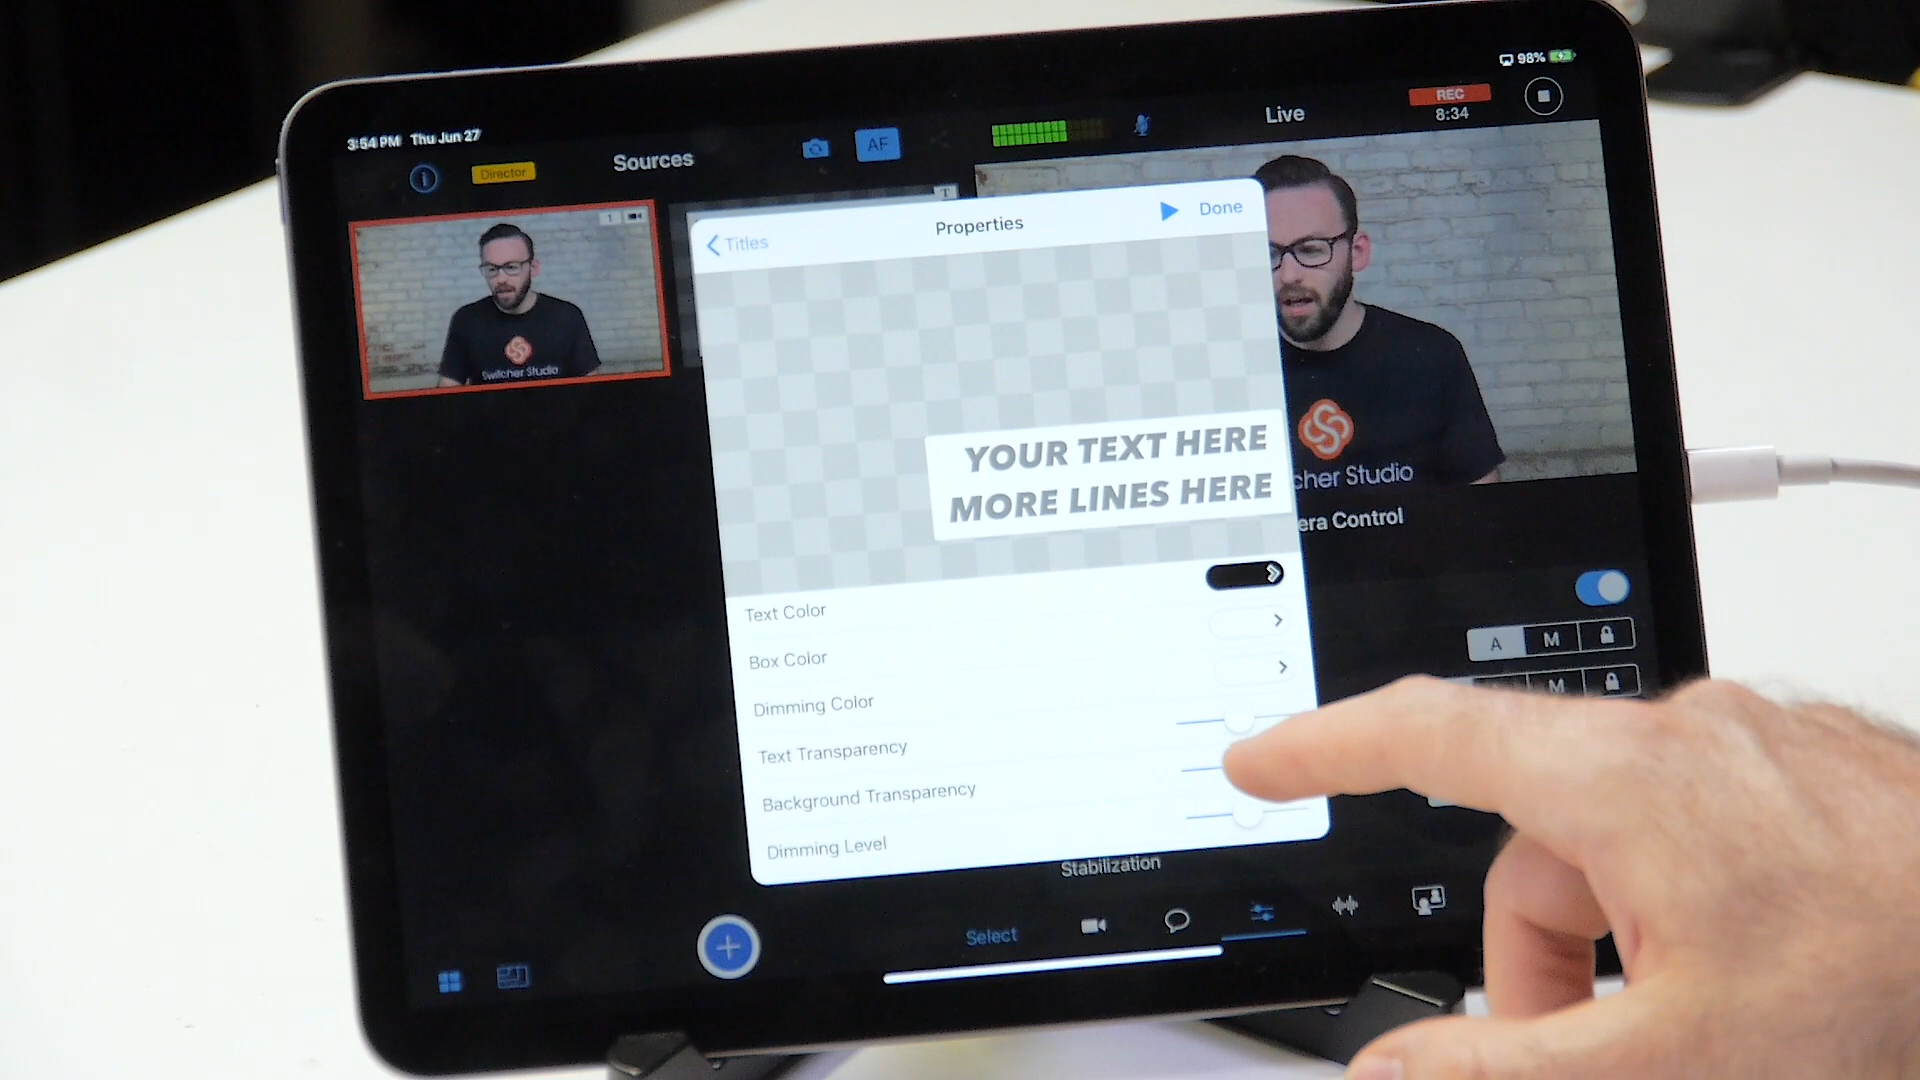 3:54 PM Thu Jun 27
98%
Director
Sources
AF
Live
REC
8:34
1
T
Titles
Properties
Done
Switcher Studio
YOUR TEXT HERE
MORE LINES HERE
cher Studio
era Control
Text Color
Box Color
Dimming Color
Text Transparency
Background Transparency
Dimming Level
A M
M
Stabilization
Select